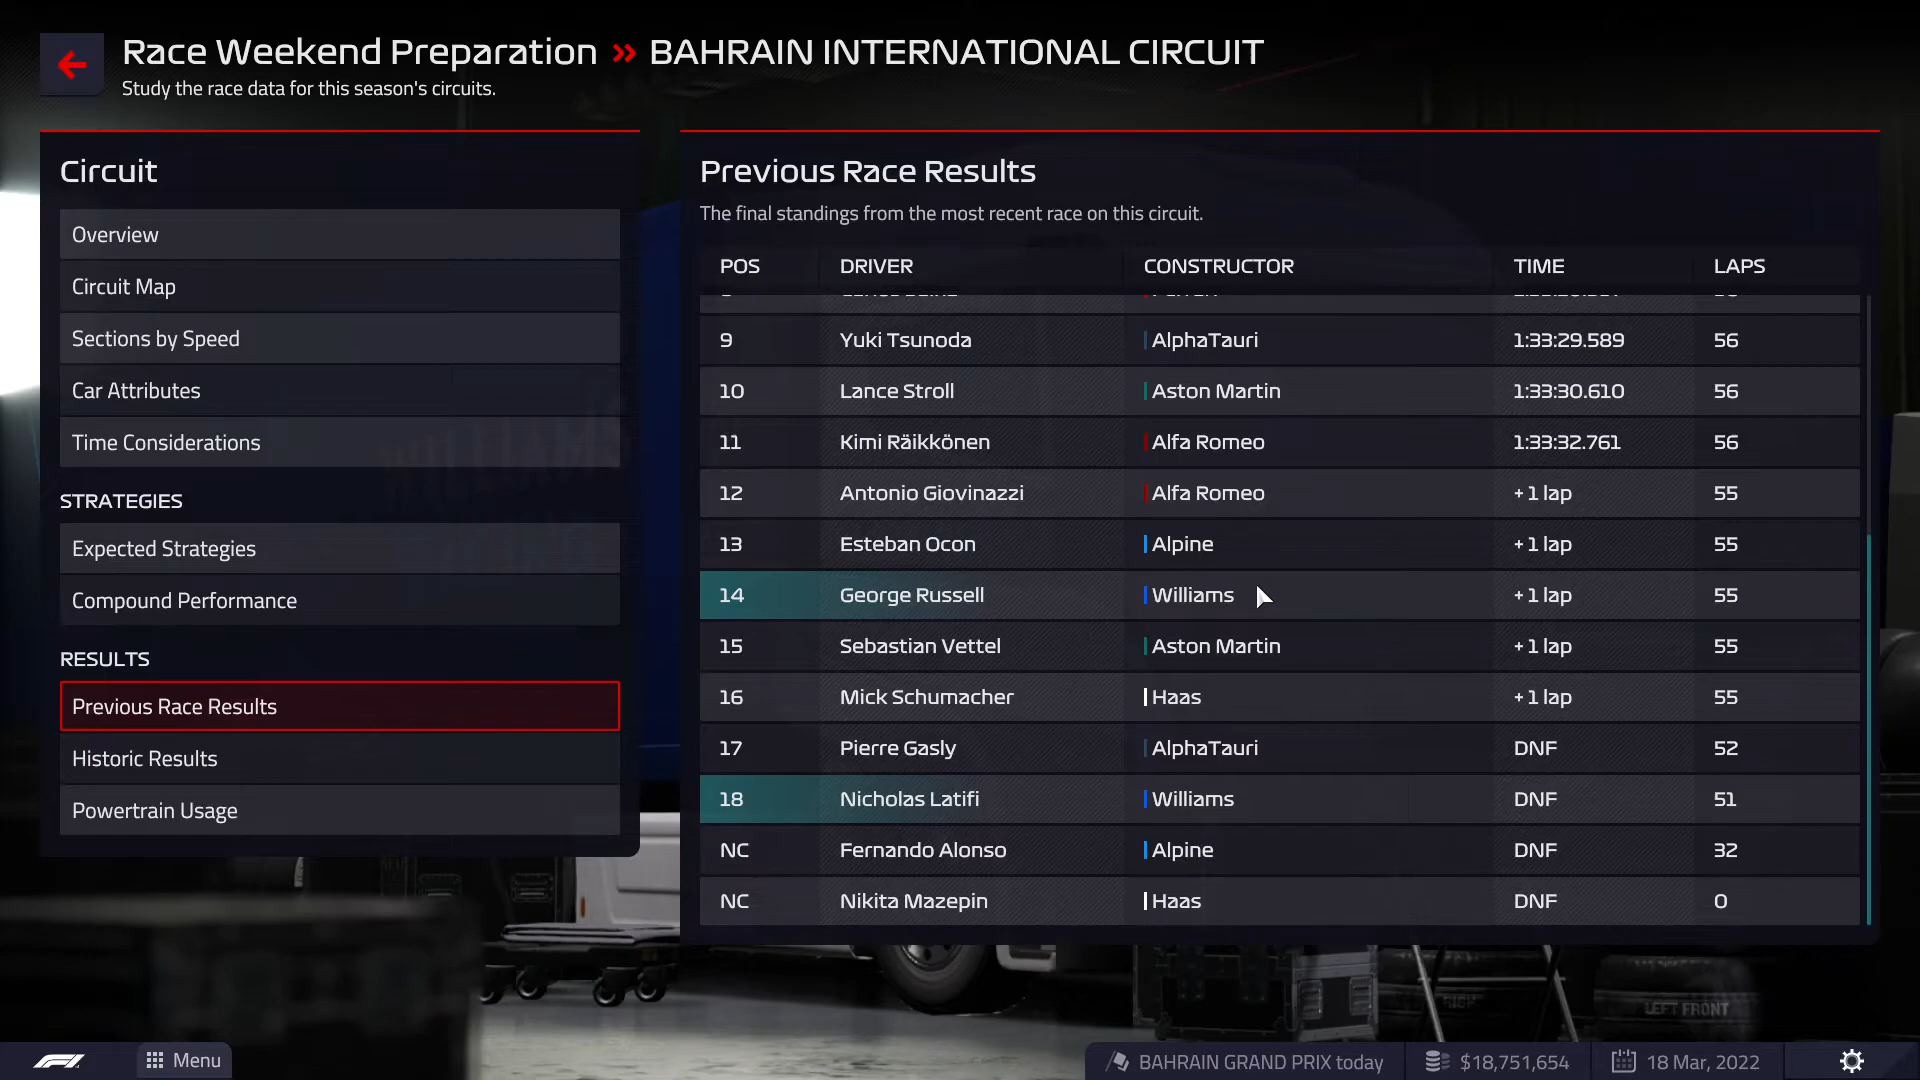 Race Weekend Preparation » BAHRAIN INTERNATIONAL CIRCUIT
Study the race data for this season's circuits.
Circuit
Overview
Circuit Map
Sections by Speed
Car Attributes
Time Considerations
STRATEGIES
Expected Strategies
Compound Performance
RESULTS
Previous Race Results
Historic Results
Powertrain Usage
Previous Race Results
The final standings from the most recent race on this circuit.
POS DRIVER CONSTRUCTOR TIME LAPS
9 Yuki Tsunoda AlphaTauri 1:33:29.589 56
10 Lance Stroll Aston Martin 1:33:30.610 56
11 Kimi Räikkönen Alfa Romeo 1:33:32.761 56
12 Antonio Giovinazzi Alfa Romeo + 1 lap 55
13 Esteban Ocon Alpine + 1 lap 55
14 George Russell Williams + 1 lap 55
15 Sebastian Vettel Aston Martin + 1 lap 55
16 Mick Schumacher Haas + 1 lap 55
17 Pierre Gasly AlphaTauri DNF 52
18 Nicholas Latifi Williams DNF 51
NC Fernando Alonso Alpine DNF 32
NC Nikita Mazepin Haas DNF 0
LEFT FRONT
F1 Menu BAHRAIN GRAND PRIX today $18,751,654 18 Mar, 2022